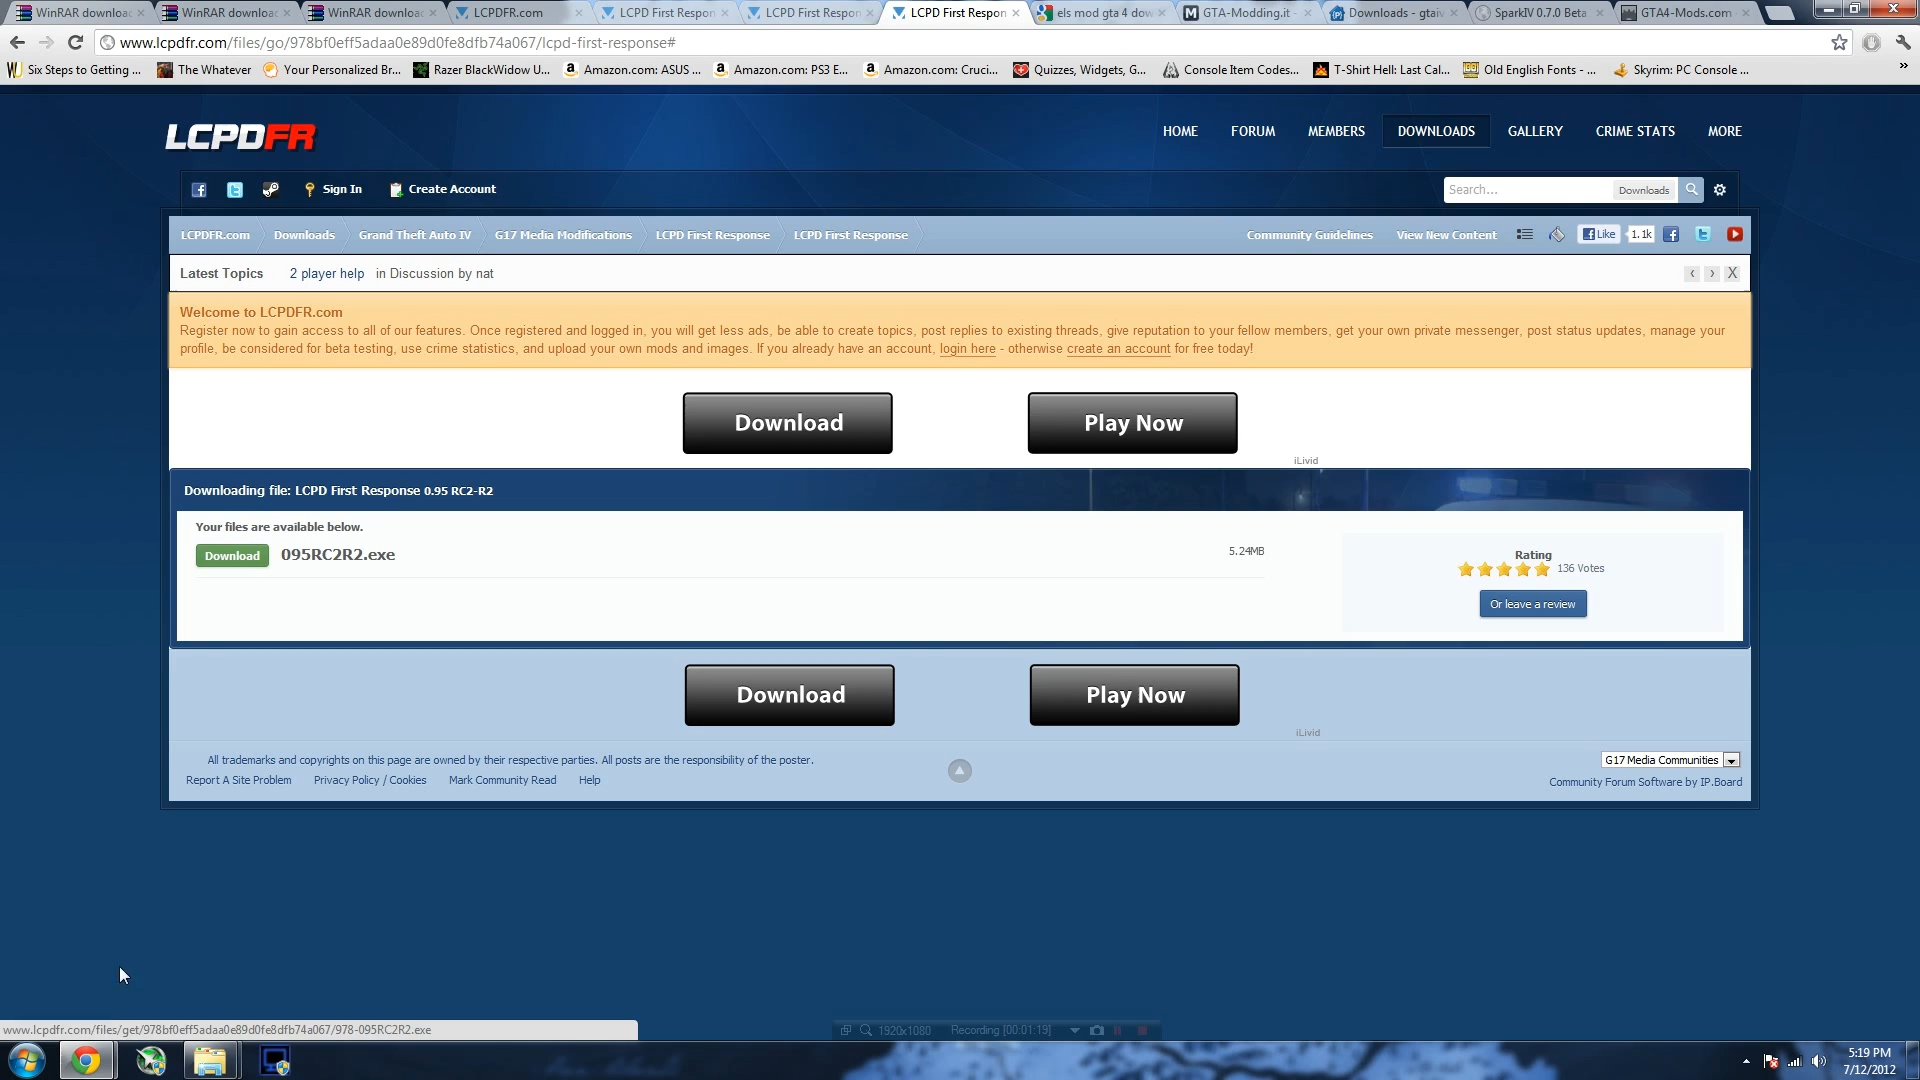 WinRAR downloa
WinRAR downloa
WinRAR downloa
LCPDFR.com
LCPD First Respon
LCPD First Respon
LCPD First Respon
els mod gta 4 dow
GTA-Modding.it -
Downloads - gtaiv
SparkIV 0.7.0 Beta
GTA4-Mods.com
www.lcpdfr.com/files/go/978bf0eff5adaa0e89d0fe8dfb74a067/lcpd-first-response#
Six Steps to Getting ...
The Whatever
Your Personalized Br...
Razer BlackWidow U...
Amazon.com: ASUS ...
Amazon.com: PS3 E...
Amazon.com: Cruci...
Quizzes, Widgets, G...
Console Item Codes...
T-Shirt Hell: Last Cal...
Old English Fonts - ...
Skyrim: PC Console ...
»
LCPDFR
HOME
FORUM
MEMBERS
DOWNLOADS
GALLERY
CRIME STATS
MORE
Sign In
Create Account
Search...
Downloads
LCPDFR.com
Downloads
Grand Theft Auto IV
G17 Media Modifications
LCPD First Response
LCPD First Response
Community Guidelines
View New Content
Like
1.1k
Latest Topics
2 player help in Discussion by nat
X
Welcome to LCPDFR.com
Register now to gain access to all of our features. Once registered and logged in, you will get less ads, be able to create topics, post replies to existing threads, give reputation to your fellow members, get your own private messenger, post status updates, manage your
profile, be considered for beta testing, use crime statistics, and upload your own mods and images. If you already have an account, login here - otherwise create an account for free today!
Download
Play Now
iLivid
Downloading file: LCPD First Response 0.95 RC2-R2
Your files are available below.
Download
095RC2R2.exe
5.24MB
Rating
136 Votes
Or leave a review
Download
Play Now
iLivid
All trademarks and copyrights on this page are owned by their respective parties. All posts are the responsibility of the poster.
G17 Media Communities
Report A Site Problem
Privacy Policy / Cookies
Mark Community Read
Help
Community Forum Software by IP.Board
www.lcpdfr.com/files/get/978bf0eff5adaa0e89d0fe8dfb74a067/978-095RC2R2.exe
1920x1080
Recording [00:01:19]
5:19 PM
7/12/2012